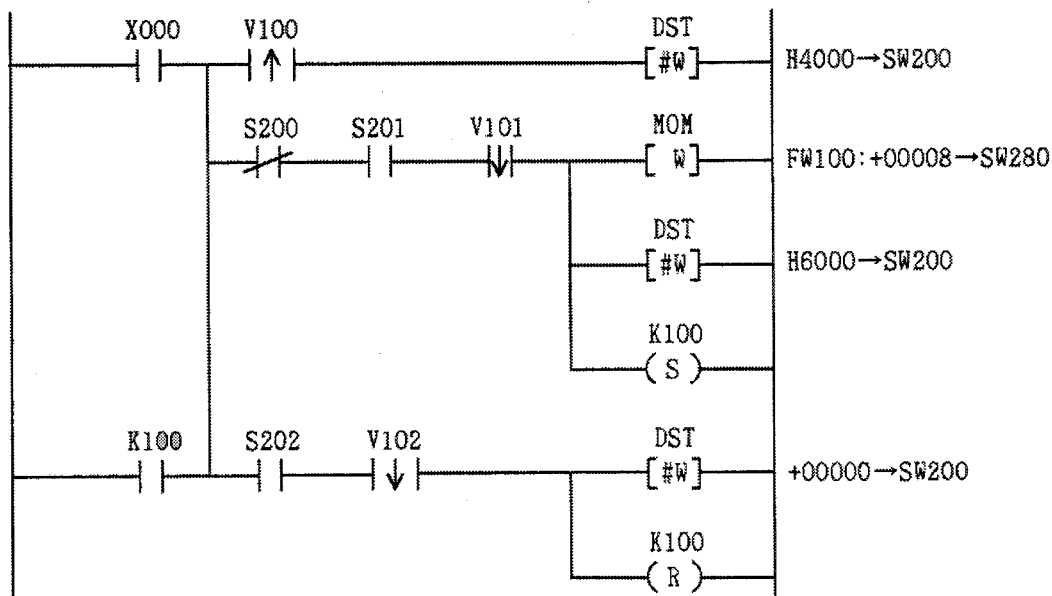 X000 V100 DST
[#W] H4000→SW200
S200 S201 V101 MOM
[ W] FW100:+00008→SW280
DST
[#W] H6000→SW200
K100
( S )
K100 S202 V102 DST
[#W] +00000→SW200
K100
( R )